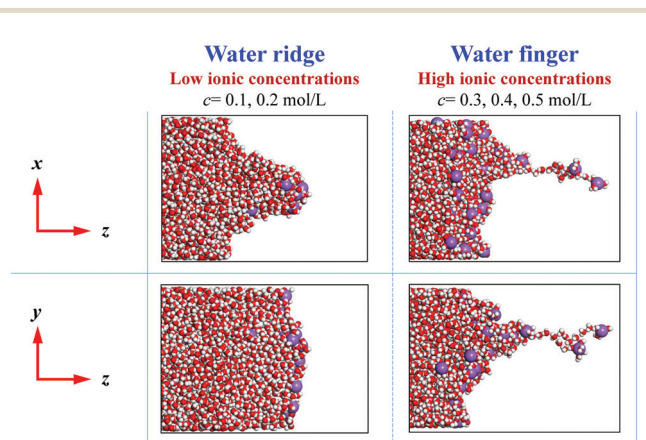 Water ridge
Low ionic concentrations
c= 0.1, 0.2 mol/L
Water finger
High ionic concentrations
c= 0.3, 0.4, 0.5 mol/L
x
z
y
z